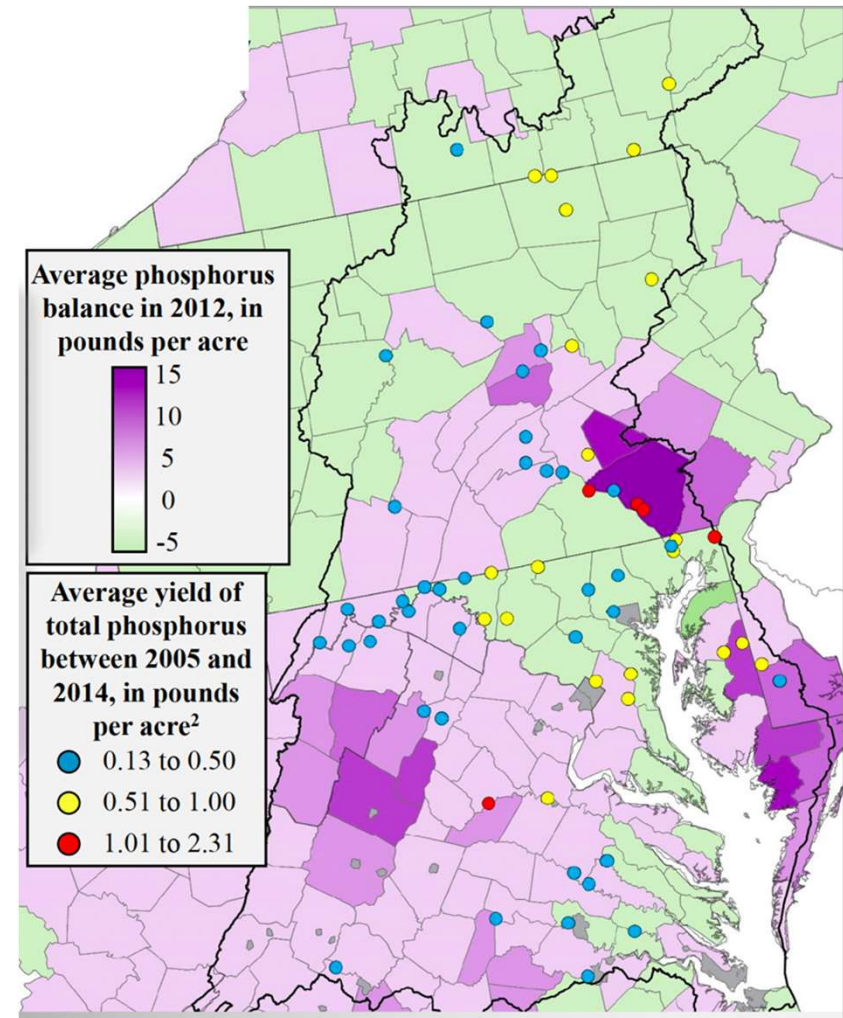 Average phosphorus
balance in 2012, in
pounds per acre
15
10
5
0
-5
Average yield of
total phosphorus
between 2005 and
2014, in pounds
per acre²
0.13 to 0.50
0.51 to 1.00
1.01 to 2.31